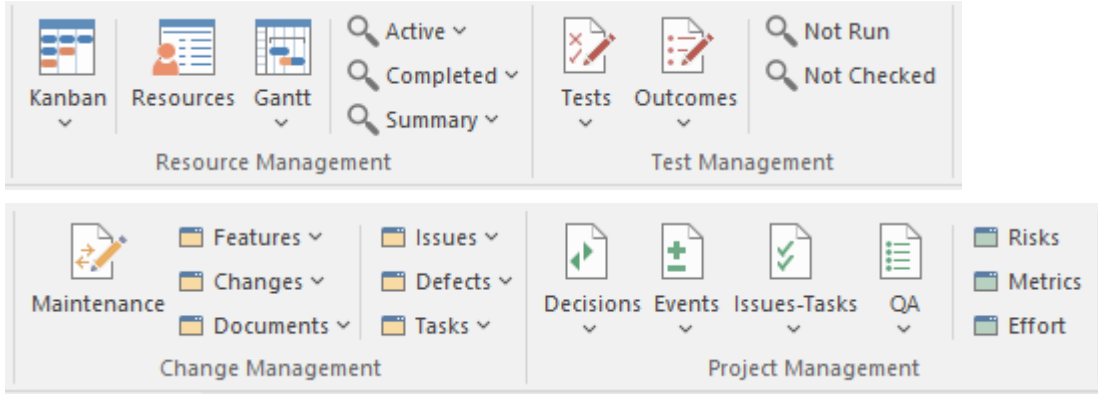 Kanban
Resources
Gantt
Active
Completed
Summary
Resource Management
Tests
Outcomes
Not Run
Not Checked
Test Management
Maintenance
Features
Changes
Documents
Issues
Defects
Tasks
Change Management
Decisions
Events
Issues-Tasks
QA
Risks
Metrics
Effort
Project Management